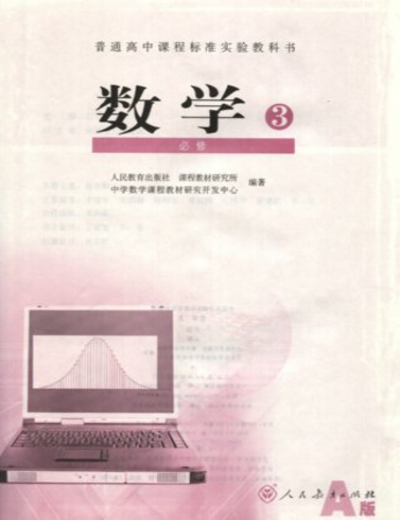 普通高中课程标准实验教科书
数学 3
必修
人民教育出版社 课程教材研究所
中学数学课程教材研究开发中心
编著
人民教育出版社
A版